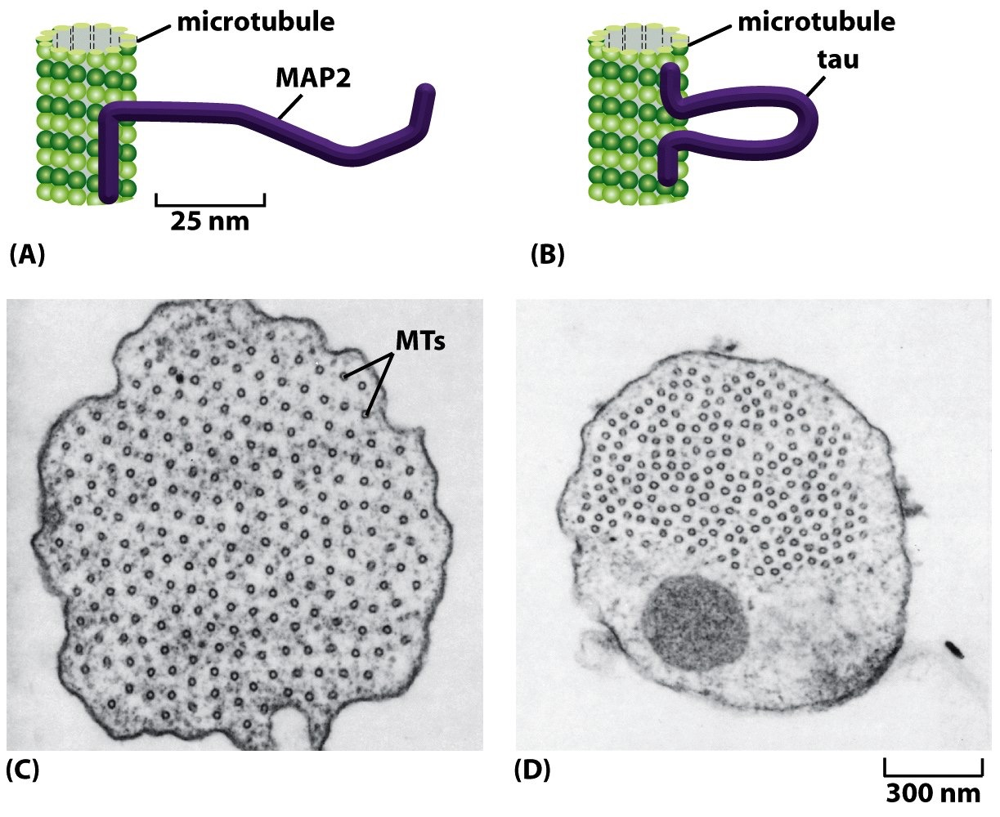 microtubule
MAP2
25 nm
(A)
microtubule
tau
(B)
MTs
(C)
(D)
300 nm